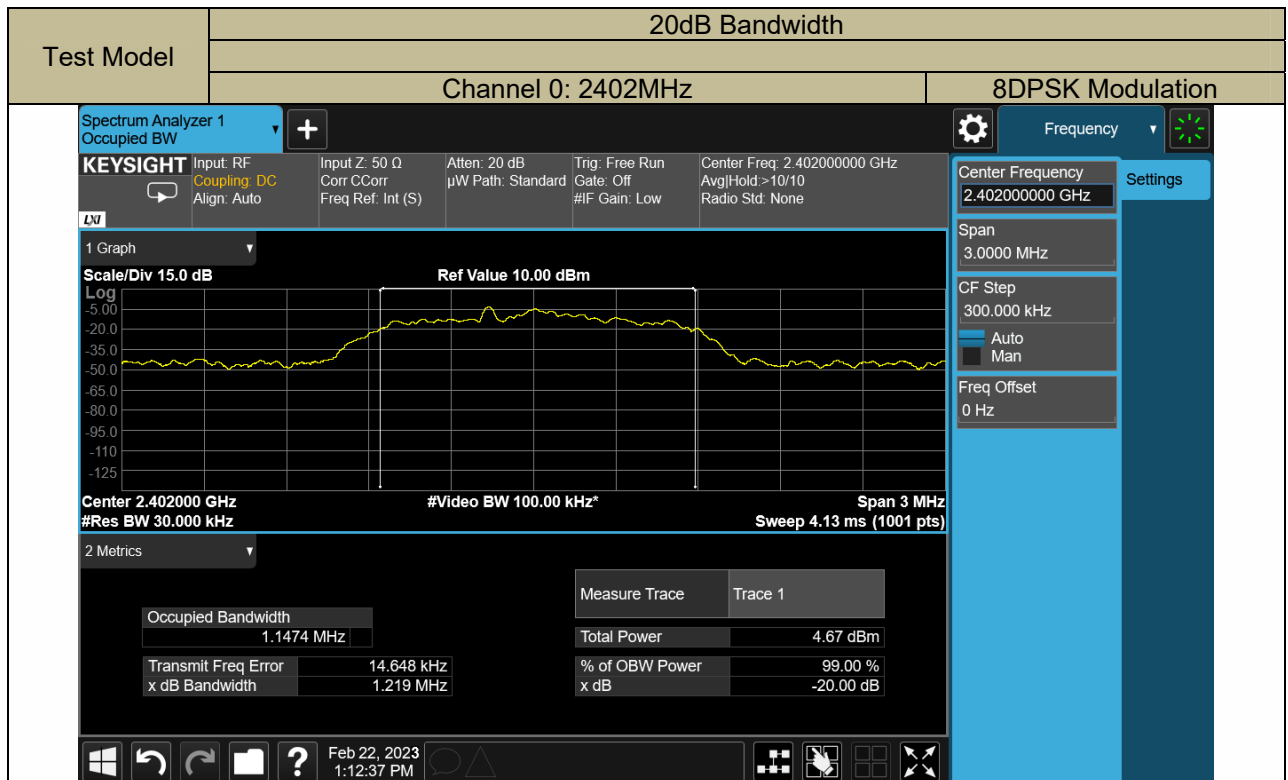 20dB Bandwidth
Test Model
Channel 0: 2402MHz 8DPSK Modulation
Spectrum Analyzer 1
Occupied BW
+
Frequency
KEYSIGHT Input: RF Input Z: 50 Ω Atten: 20 dB Trig: Free Run Center Freq: 2.402000000 GHz
Coupling: DC Corr CCorr µW Path: Standard Gate: Off Avg|Hold:>10/10
Align: Auto Freq Ref: Int (S) #IF Gain: Low Radio Std: None
LXI
Center Frequency
2.402000000 GHz
Settings
Span
3.0000 MHz
CF Step
300.000 kHz
Auto
Man
Freq Offset
0 Hz
1 Graph
Scale/Div 15.0 dB Ref Value 10.00 dBm
Log
-5.00
-20.0
-35.0
-50.0
-65.0
-80.0
-95.0
-110
-125
Center 2.402000 GHz #Video BW 100.00 kHz* Span 3 MHz
#Res BW 30.000 kHz Sweep 4.13 ms (1001 pts)
2 Metrics
Measure Trace Trace 1
Occupied Bandwidth
1.1474 MHz Total Power 4.67 dBm
Transmit Freq Error 14.648 kHz % of OBW Power 99.00 %
x dB Bandwidth 1.219 MHz x dB -20.00 dB
? Feb 22, 2023
1:12:37 PM